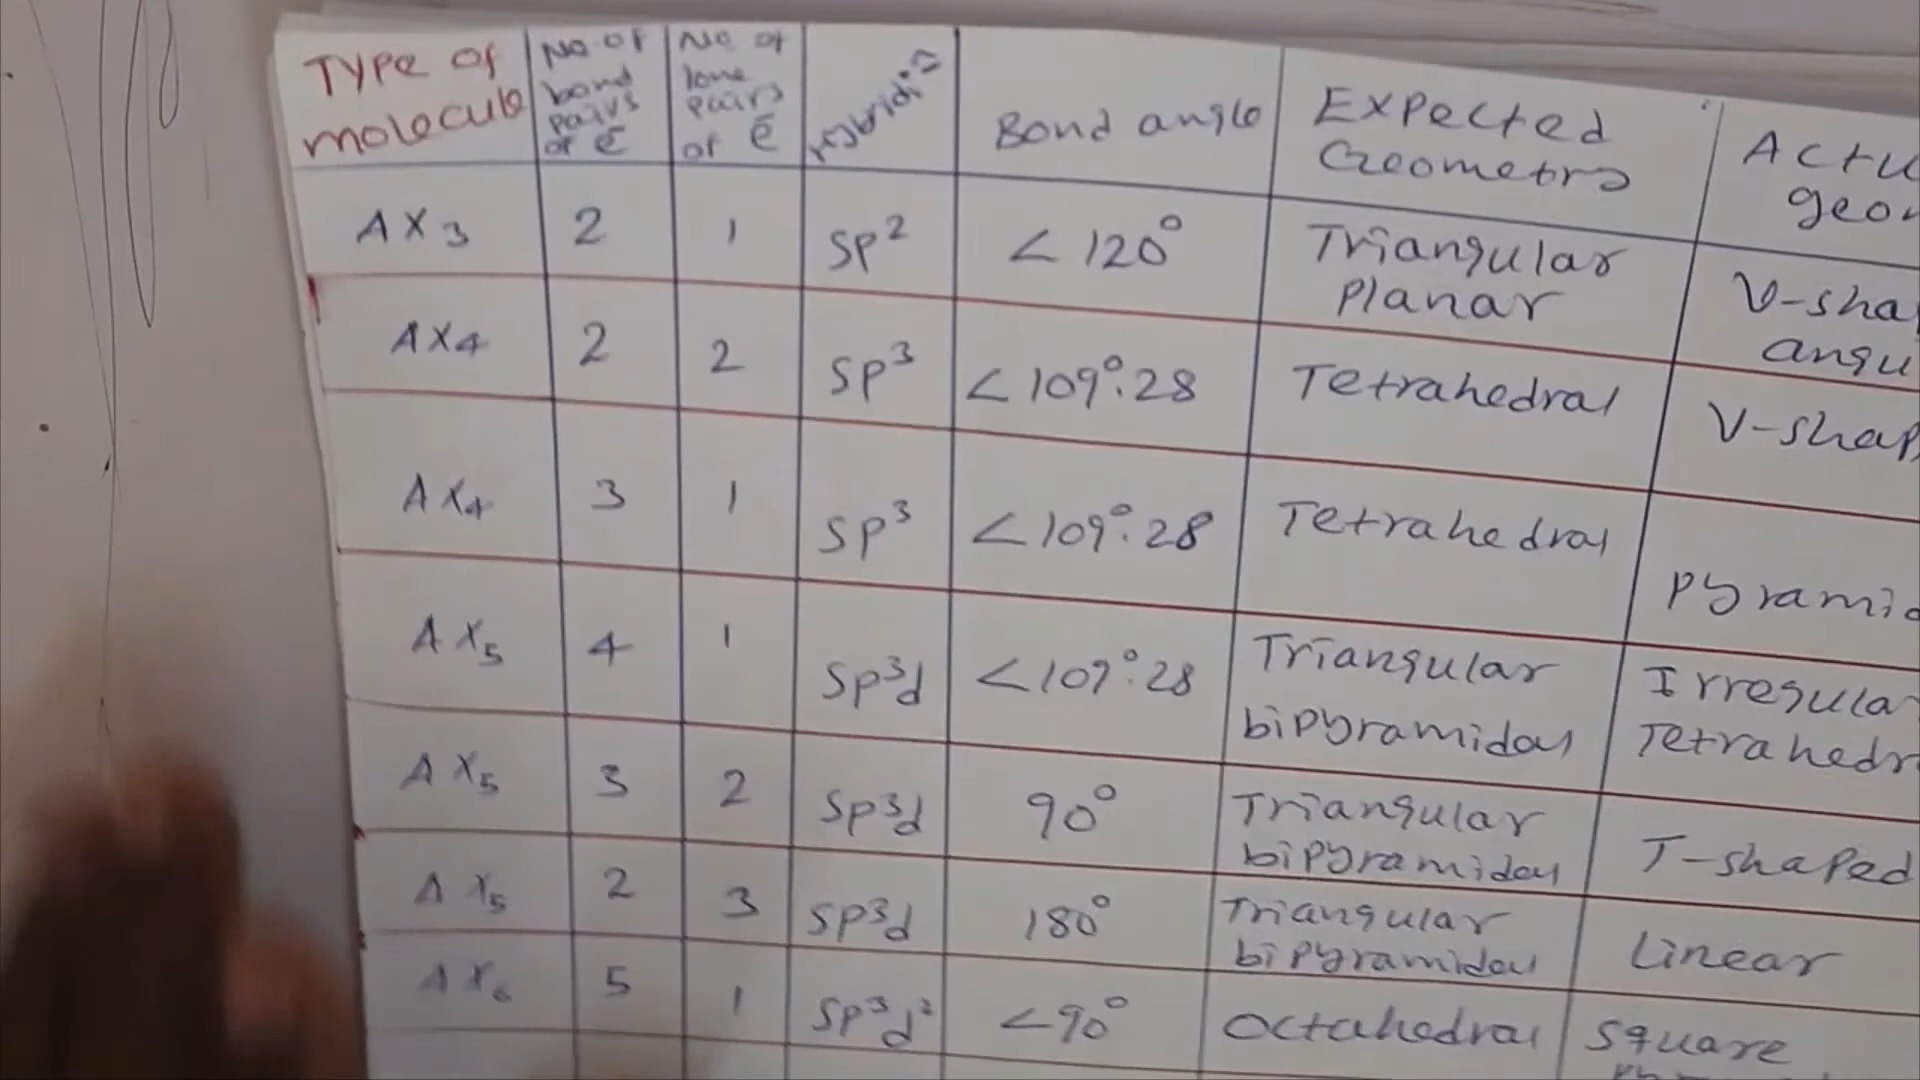 TYPE of molecule No. of bond pairs of ē No. of lone pairs of ē Bond angle Expected Geometry
AX3 2 1 sp2 <120° Triangular planar
AX4 2 2 sp3 <109°.28 Tetrahedral
AX4 3 1 sp3 <109°.28 Tetrahedral
AX5 4 1 sp3d <109°.28 Triangular bipyramidal Irregula Tetrahedr
AX5 3 2 sp3d 90° Triangular bipyramidal T-shaped
AX5 2 3 sp3d 180° Triangular bipyramidal Linear
AX6 5 1 sp3d2 <90° Octahedral square